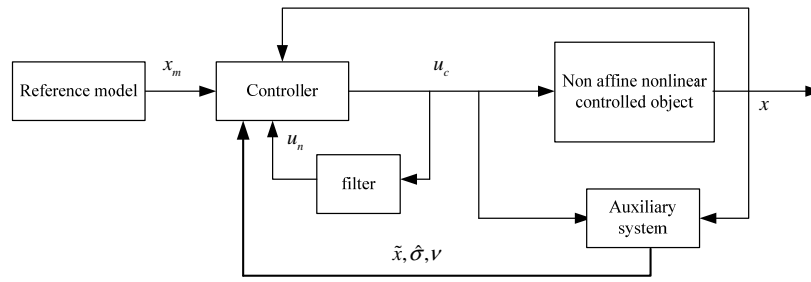 x_m
u_c
Reference model
Controller
Non affine nonlinear
controlled object
x
u_n
filter
Auxiliary
system
x̃, σ̂, ν